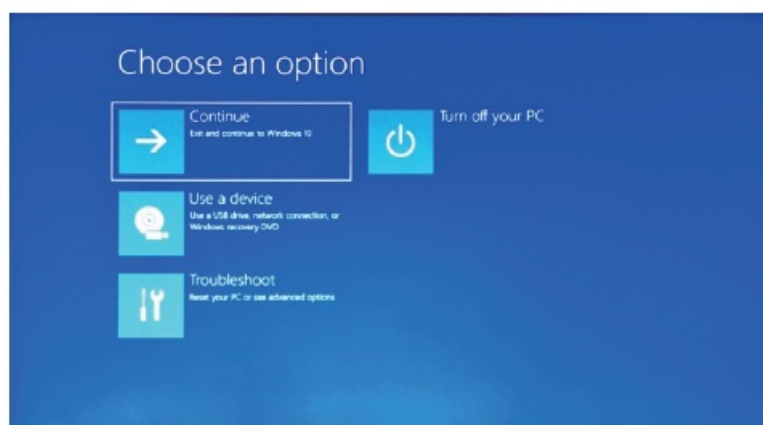 Choose an option
Continue
Exit and continue to Windows 10
Turn off your PC
Use a device
Use a USB drive, network connection, or
Windows recovery DVD
Troubleshoot
Reset your PC or see advanced options